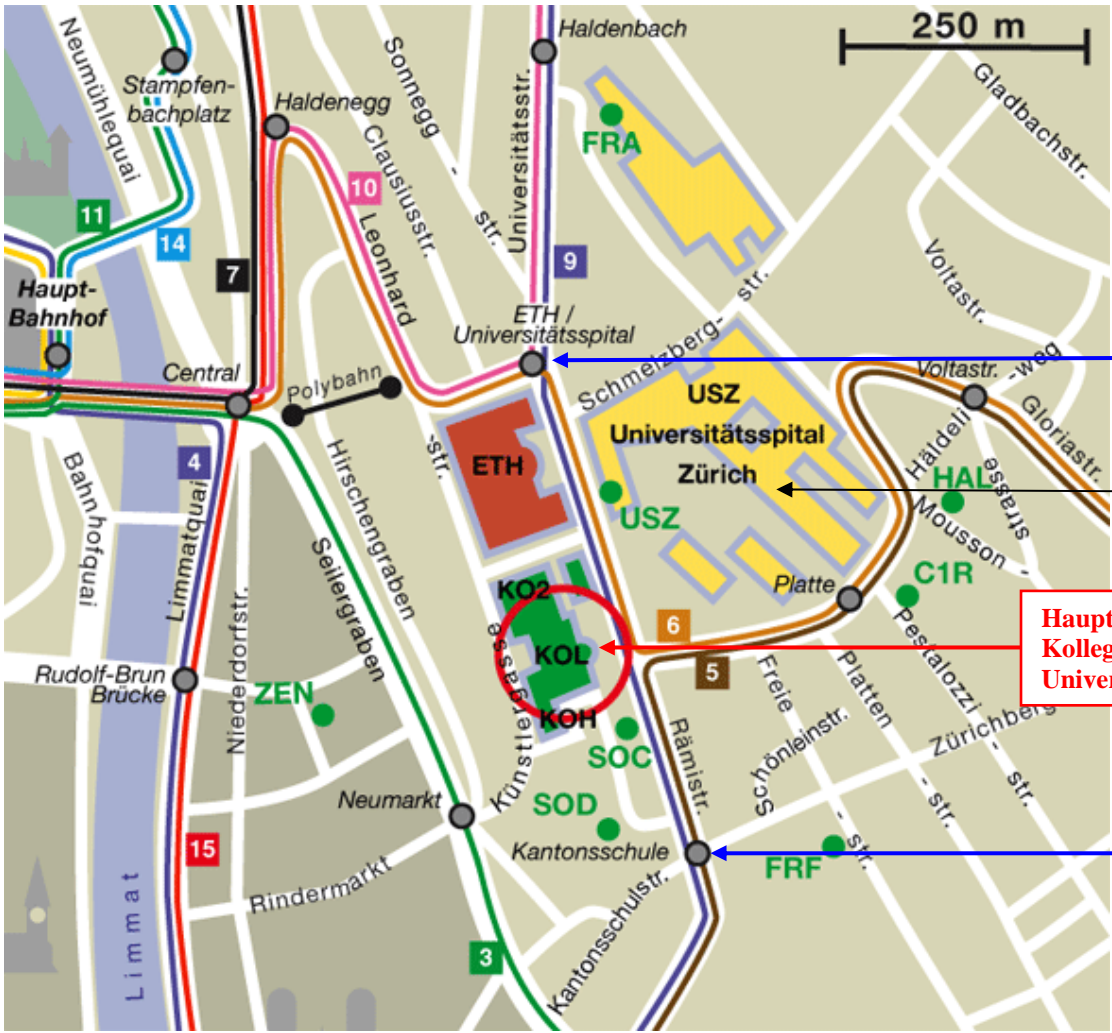 250 m
Haldenbach
Stampfen-
bachplatz
Neumühlequai
Haldenegg
Sonnegg
-
str.
Clausiusstr.
Universitätsstr.
Gladbachstr.
FRA
10
11
14
7
9
Leonhard
-str.
Voltastr.
Haupt-
Bahnhof
ETH /
Universitätsspital
Schmelzberg-
str.
Central
Polybahn
USZ
Universitätsspital
Zürich
Voltastr.
Häldeli
-weg
Gloriastr.
4
ETH
USZ
HAL
Mousson
-
strasse
Bahnhofquai
Limmatquai
Hirschengraben
Seilergraben
Niederdorfstr.
KO2
Platte
C1R
KOL
6
5
Haupt
Kolleg
Univer
KOH
Rudolf-Brun
Brücke
ZEN
Künstlergasse
SOC
Rämistr.
Freie
-
str.
Platten
-
str.
Pestalozzi
-
str.
Schönleinstr.
Zürichberg
Neumarkt
SOD
Kantonsschule
FRF
15
Rindermarkt
Limmat
3
Kantonsschulstr.